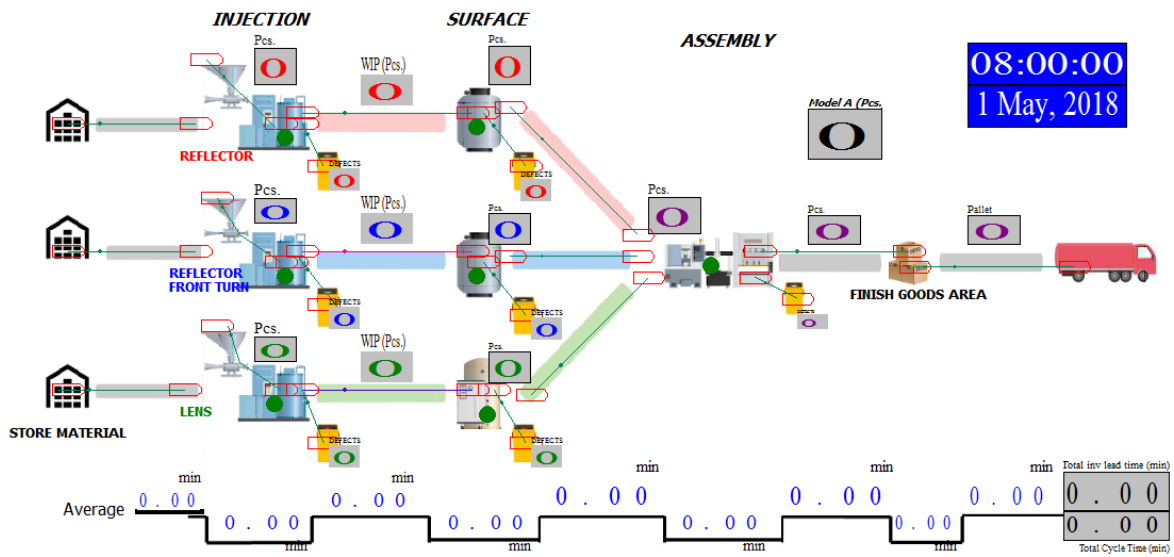 INJECTION
SURFACE
ASSEMBLY
Pcs.
0
WIP (Pcs.)
0
Pcs.
0
08:00:00
1 May, 2018
Model A (Pcs.
0
REFLECTOR
DEFECTS
0
DEFECTS
0
Pcs.
0
WIP (Pcs.)
0
Pcs.
0
Pcs.
0
Pcs.
0
Pallet
0
REFLECTOR
FRONT TURN
DEFECTS
0
DEFECTS
0
FINISH GOODS AREA
0
Pcs.
0
WIP (Pcs.)
0
Pcs.
0
LENS
STORE MATERIAL
DEFECTS
0
DEFECTS
0
min
min
min
min
min
Total inv lead time (min)
Average
0.00
0.00
0.00
0.00
0.00
0.00
0.00
0.00
0.00
0.00
0.00
min
min
min
min
Total Cycle Time (min)